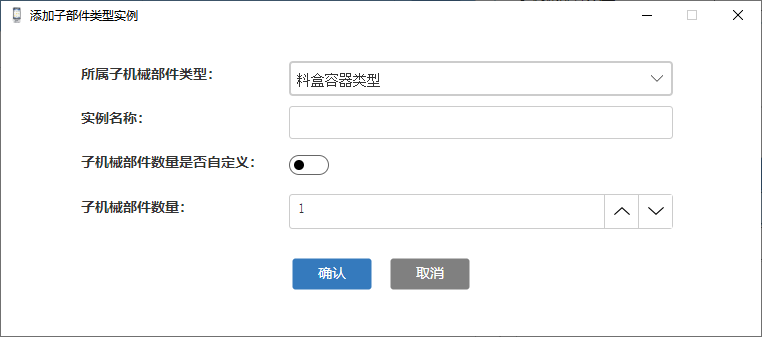 添加子部件类型实例
所属子机械部件类型：
料盒容器类型
实例名称：
子机械部件数量是否自定义：
子机械部件数量：
1
确认
取消